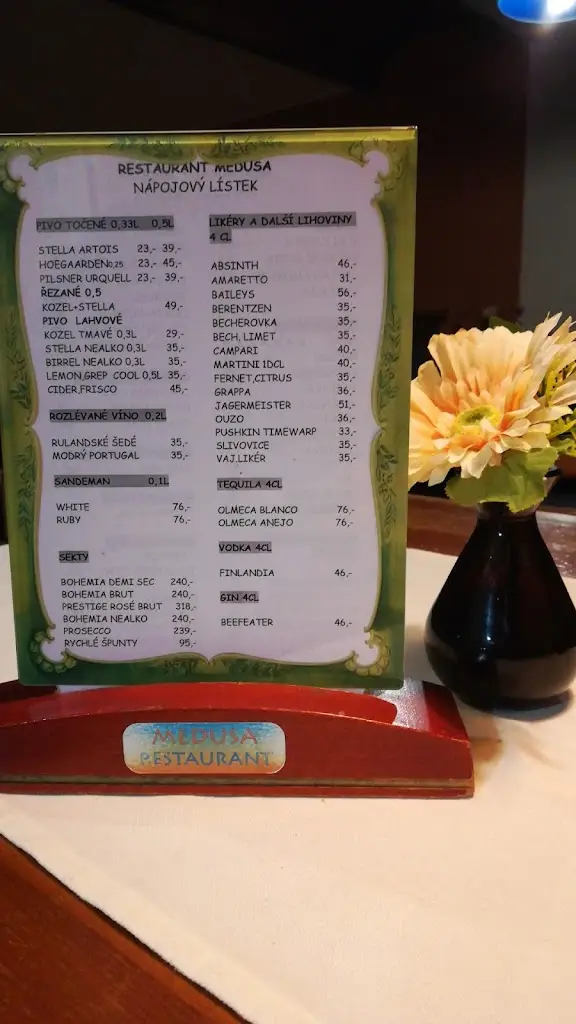 RESTAURANT MEDUSA
NÁPOJOVÝ LÍSTEK
PIVO TOČENÉ 0,33L 0,5L
STELLA ARTOIS 23,- 39,-
HOEGAARDEN0,25 23,- 45,-
PILSNER URQUELL 23,- 39,-
ŘEZANÉ 0,5
KOZEL+STELLA 49,-
PIVO LAHVOVÉ
KOZEL TMAVÉ 0,3L 29,-
STELLA NEALKO 0,3L 35,-
BIRREL NEALKO 0,3L 35,-
LEMON,GREP COOL 0,5L 35,-
CIDER,FRISCO 45,-
ROZLÉVANÉ VÍNO 0,2L
RULANDSKÉ ŠEDÉ 35,-
MODRÝ PORTUGAL 35,-
SANDEMAN 0,1L
WHITE 76,-
RUBY 76,-
SEKTY
BOHEMIA DEMI SEC 240,-
BOHEMIA BRUT 240,-
PRESTIGE ROSÉ BRUT 318,-
BOHEMIA NEALKO 240,-
PROSECCO 239,-
RYCHLÉ ŠPUNTY 95,-
LIKÉRY A DALŠÍ LIHOVINY
4 CL
ABSINTH 46,-
AMARETTO 31,-
BAILEYS 56,-
BERENTZEN 35,-
BECHEROVKA 35,-
BECH, LIMET 35,-
CAMPARI 40,-
MARTINI 1DCL 40,-
FERNET,CITRUS 35,-
GRAPPA 36,-
JAGERMEISTER 51,-
OUZO 36,-
PUSHKIN TIMEWARP 33,-
SLIVOVICE 35,-
VAJ.LIKÉR 35,-
TEQUILA 4CL
OLMECA BLANCO 76,-
OLMECA ANEJO 76,-
VODKA 4CL
FINLANDIA 46,-
GIN 4CL
BEEFEATER 46,-
MEDUSA
RESTAURANT